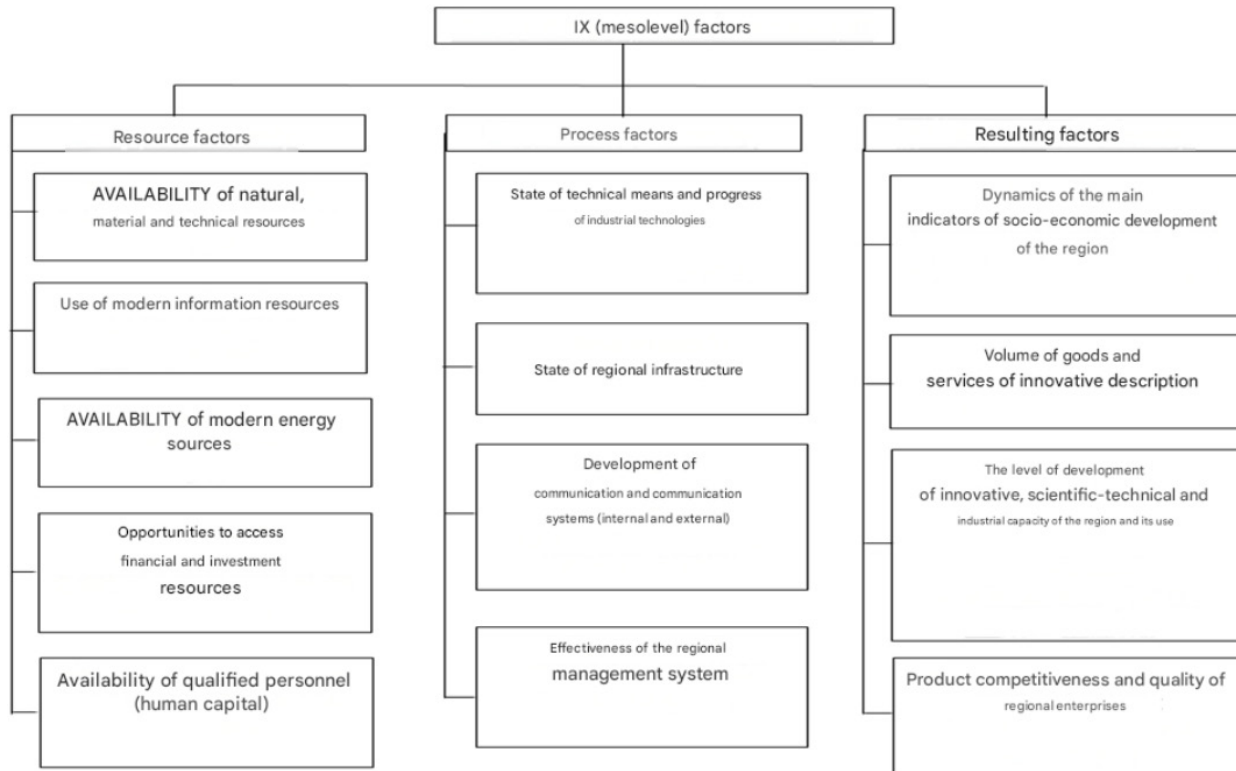 IX (mesolevel) factors
Resource factors
AVAILABILITY of natural,
material and technical resources
Use of modern information resources
AVAILABILITY of modern energy
sources
Opportunities to access
financial and investment
resources
Availability of qualified personnel
(human capital)
Process factors
State of technical means and progress
of industrial technologies
State of regional infrastructure
Development of
communication and communication
systems (internal and external)
Effectiveness of the regional
management system
Resulting factors
Dynamics of the main
indicators of socio-economic development
of the region
Volume of goods and
services of innovative description
The level of development
of innovative, scientific-technical and
industrial capacity of the region and its use
Product competitiveness and quality of
regional enterprises